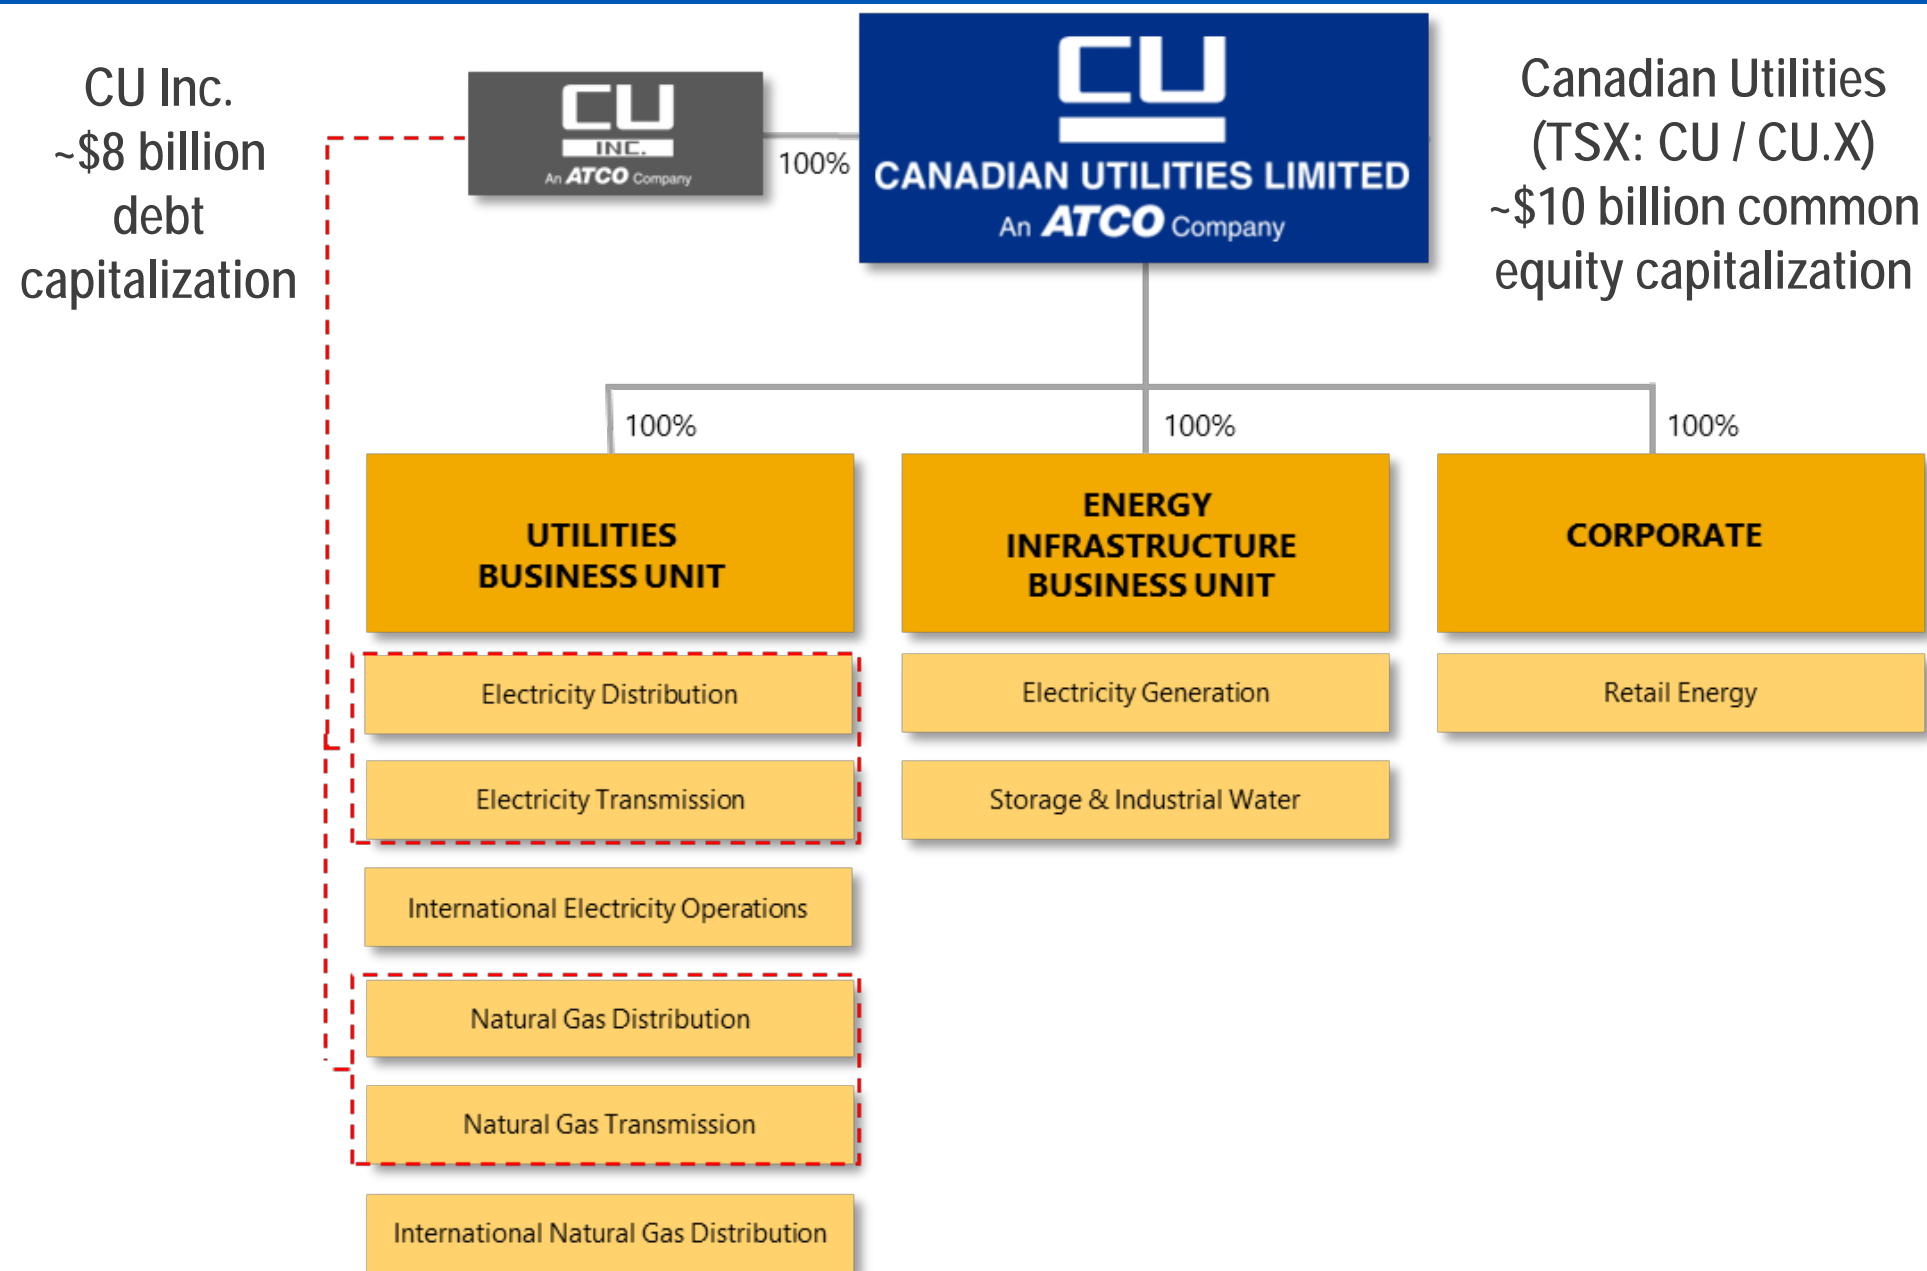 CU Inc.
~$8 billion
debt
capitalization
CU
INC.
An ATCO Company
100%
CU
CANADIAN UTILITIES LIMITED
An ATCO Company
Canadian Utilities
(TSX: CU / CU.X)
~$10 billion common
equity capitalization
100%
100%
100%
UTILITIES
BUSINESS UNIT
ENERGY
INFRASTRUCTURE
BUSINESS UNIT
CORPORATE
Electricity Distribution
Electricity Generation
Retail Energy
Electricity Transmission
Storage & Industrial Water
International Electricity Operations
Natural Gas Distribution
Natural Gas Transmission
International Natural Gas Distribution